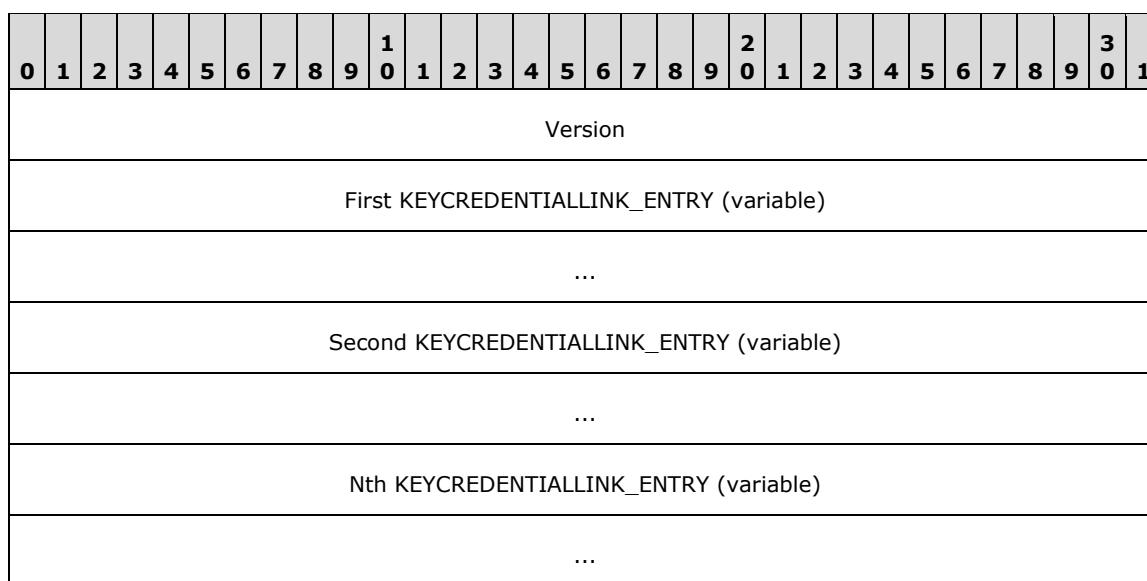 1 2 3
0 1 2 3 4 5 6 7 8 9 0 1 2 3 4 5 6 7 8 9 0 1 2 3 4 5 6 7 8 9 0 1
Version
First KEYCREDENTIALLINK_ENTRY (variable)
...
Second KEYCREDENTIALLINK_ENTRY (variable)
...
Nth KEYCREDENTIALLINK_ENTRY (variable)
...